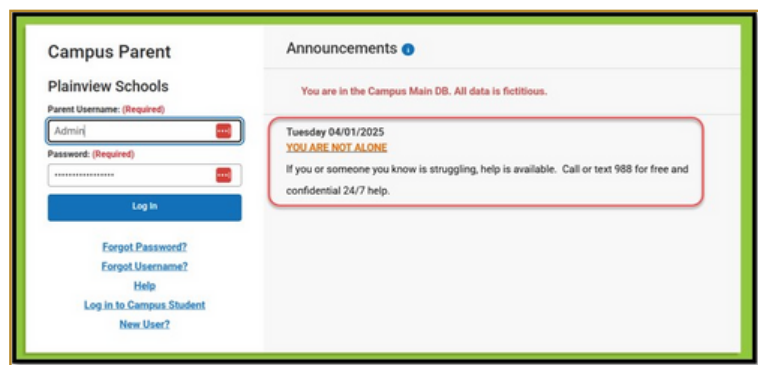 Campus Parent
Plainview Schools
Parent Username: (Required)
Admin
Password: (Required)
Log In
Forgot Password?
Forgot Username?
Help
Log in to Campus Student
New User?
Announcements
You are in the Campus Main DB. All data is fictitious.
Tuesday 04/01/2025
YOU ARE NOT ALONE
If you or someone you know is struggling, help is available. Call or text 988 for free and
confidential 24/7 help.